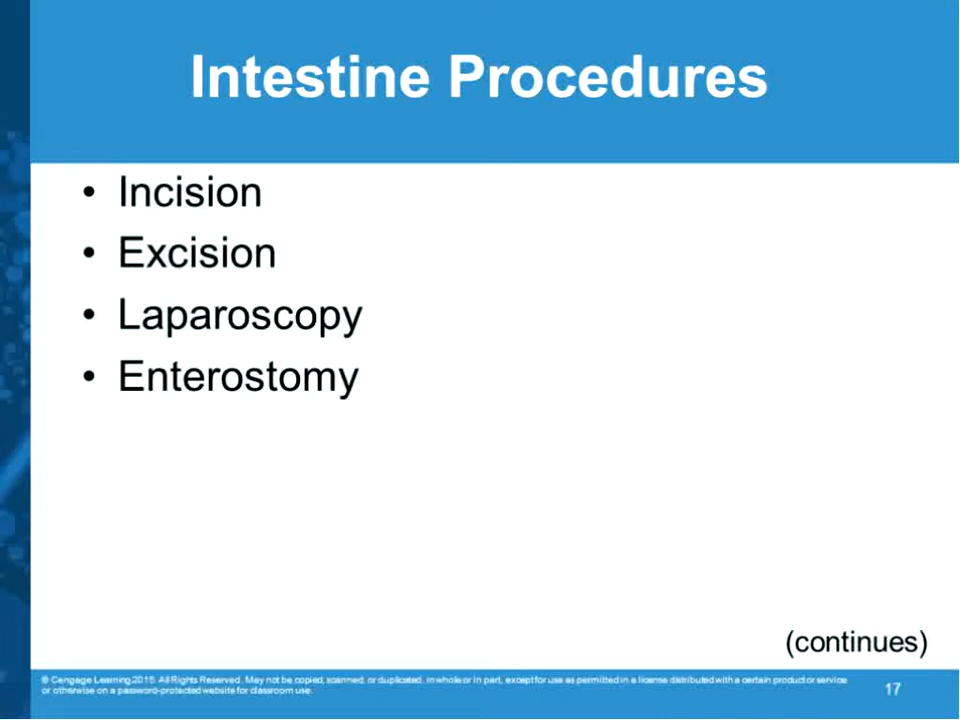 Intestine Procedures
• Incision
• Excision
• Laparoscopy
• Enterostomy
(continues)
© Cengage Learning 2015. All Rights Reserved. May not be copied, scanned, or duplicated, in whole or in part, except for use as permitted in a license distributed with a certain product or service
or otherwise on a password-protected website for classroom use.
17